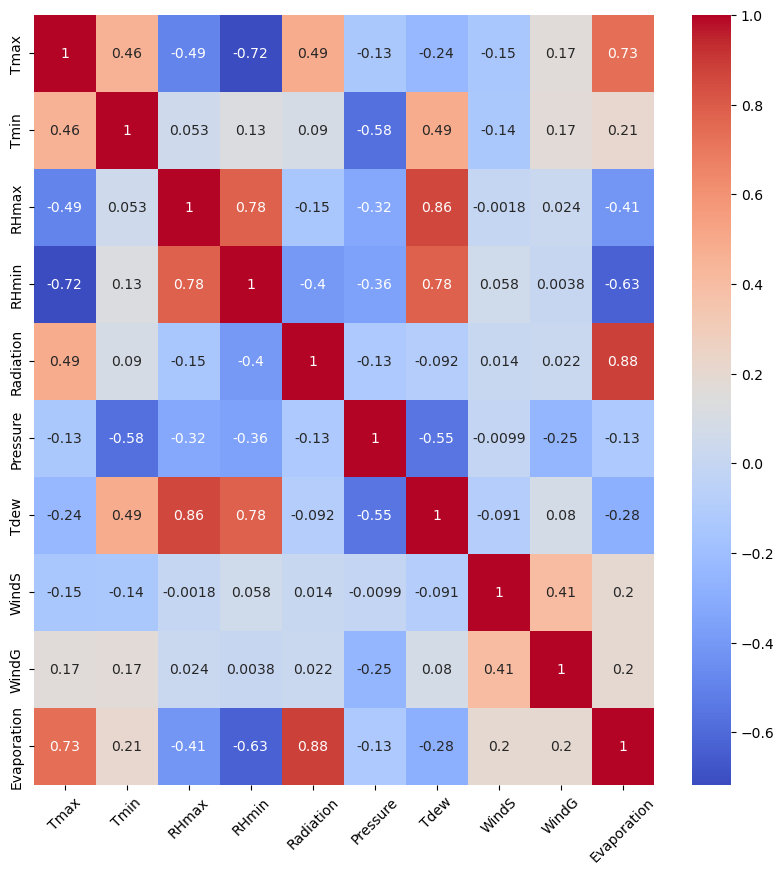 Tmax 1 0.46 -0.49 -0.72 0.49 -0.13 -0.24 -0.15 0.17 0.73
Tmin 0.46 1 0.053 0.13 0.09 -0.58 0.49 -0.14 0.17 0.21
RHmax -0.49 0.053 1 0.78 -0.15 -0.32 0.86 -0.0018 0.024 -0.41
RHmin -0.72 0.13 0.78 1 -0.4 -0.36 0.78 0.058 0.0038 -0.63
Radiation 0.49 0.09 -0.15 -0.4 1 -0.13 -0.092 0.014 0.022 0.88
Pressure -0.13 -0.58 -0.32 -0.36 -0.13 1 -0.55 -0.0099 -0.25 -0.13
Tdew -0.24 0.49 0.86 0.78 -0.092 -0.55 1 -0.091 0.08 -0.28
WindS -0.15 -0.14 -0.0018 0.058 0.014 -0.0099 -0.091 1 0.41 0.2
WindG 0.17 0.17 0.024 0.0038 0.022 -0.25 0.08 0.41 1 0.2
Evaporation 0.73 0.21 -0.41 -0.63 0.88 -0.13 -0.28 0.2 0.2 1
Tmax Tmin RHmax RHmin Radiation Pressure Tdew WindS WindG Evaporation
1.0
0.8
0.6
0.4
0.2
0.0
−0.2
−0.4
−0.6